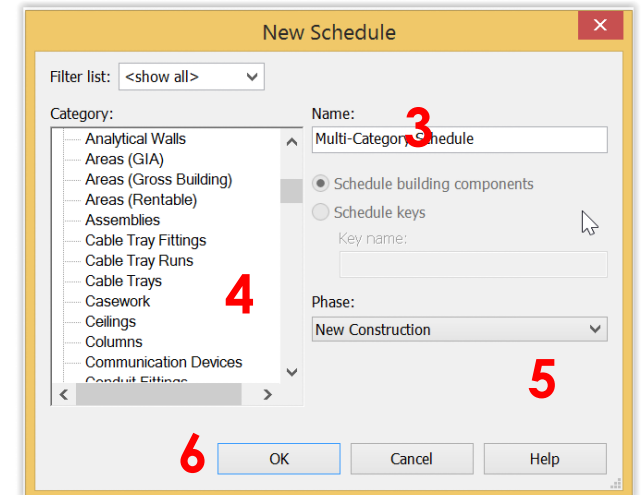 New Schedule
Filter list: <show all>
Category:
Analytical Walls
Areas (GIA)
Areas (Gross Building)
Areas (Rentable)
Assemblies
Cable Tray Fittings
Cable Tray Runs
Cable Trays
Casework
Ceilings
Columns
Communication Devices
Conduit Fittings
4
Name:
3
Multi-Category Schedule
Schedule building components
Schedule keys
Key name:
Phase:
New Construction
5
6
OK Cancel Help